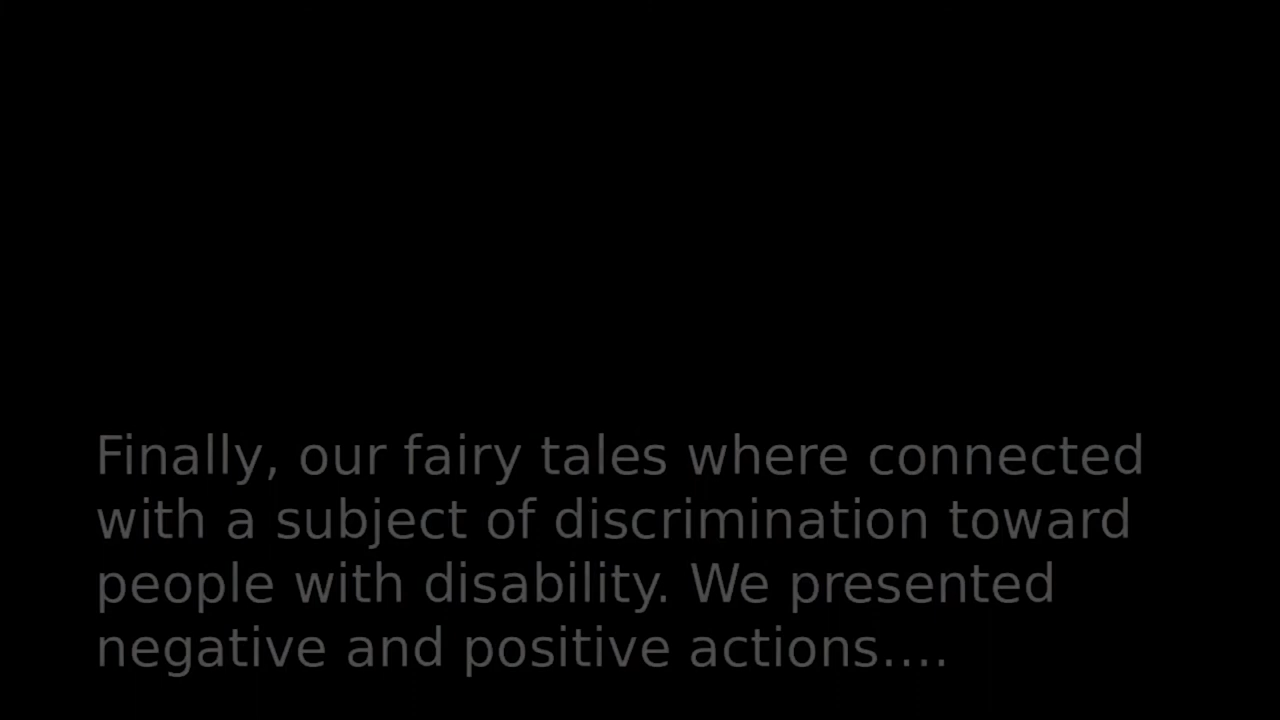 Finally, our fairy tales where connected
with a subject of discrimination toward
people with disability. We presented
negative and positive actions....